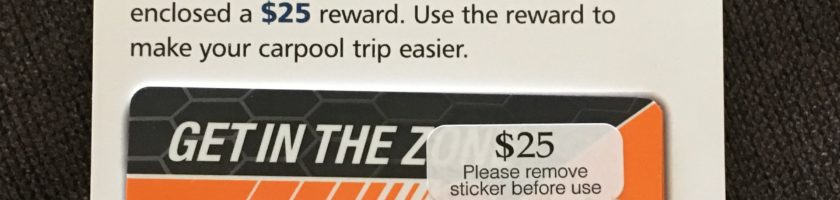 enclosed a $25 reward. Use the reward to
make your carpool trip easier.
GET IN THE ZON
$25
Please remove
sticker before use